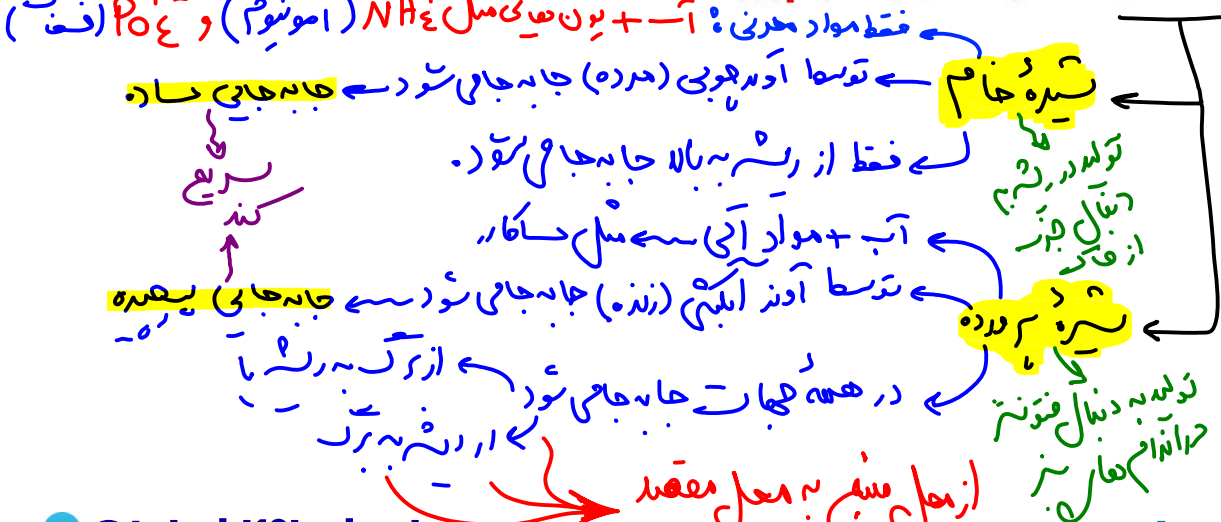 فقط مواد معدنی: آب + یون هایی مثل NH4 (آمونیوم) و PO4 (فسفات)
شیرهٔ خام
توسط آوند چوبی (مرده) جابه جا می شود ← جابه جایی ساده
فقط از ریشه به بالا جابه جا می شود.
تولید در ریشه به دنبال جذب از خاک
سریع
کند
آب + مواد آلی ← مثل ساکارز
شیرهٔ پرورده
توسط آوند آبکشی (زنده) جابه جا می شود ← جابه جایی پیچیده
در همهٔ جهات جابه جا می شود
از برگ به ریشه یا
از ریشه به برگ
تولید به دنبال فتوسنتز در اندام های سبز
از محل منبع به محل مقصد